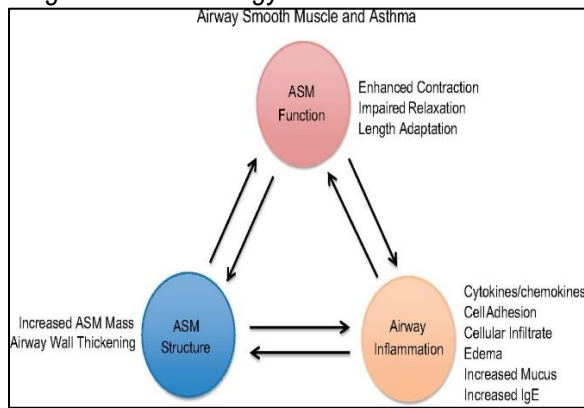 Airway Smooth Muscle and Asthma
ASM
Function
Enhanced Contraction
Impaired Relaxation
Length Adaptation
Increased ASM Mass
Airway Wall Thickening
ASM
Structure
Airway
Inflammation
Cytokines/chemokines
Cell Adhesion
Cellular Infiltrate
Edema
Increased Mucus
Increased IgE